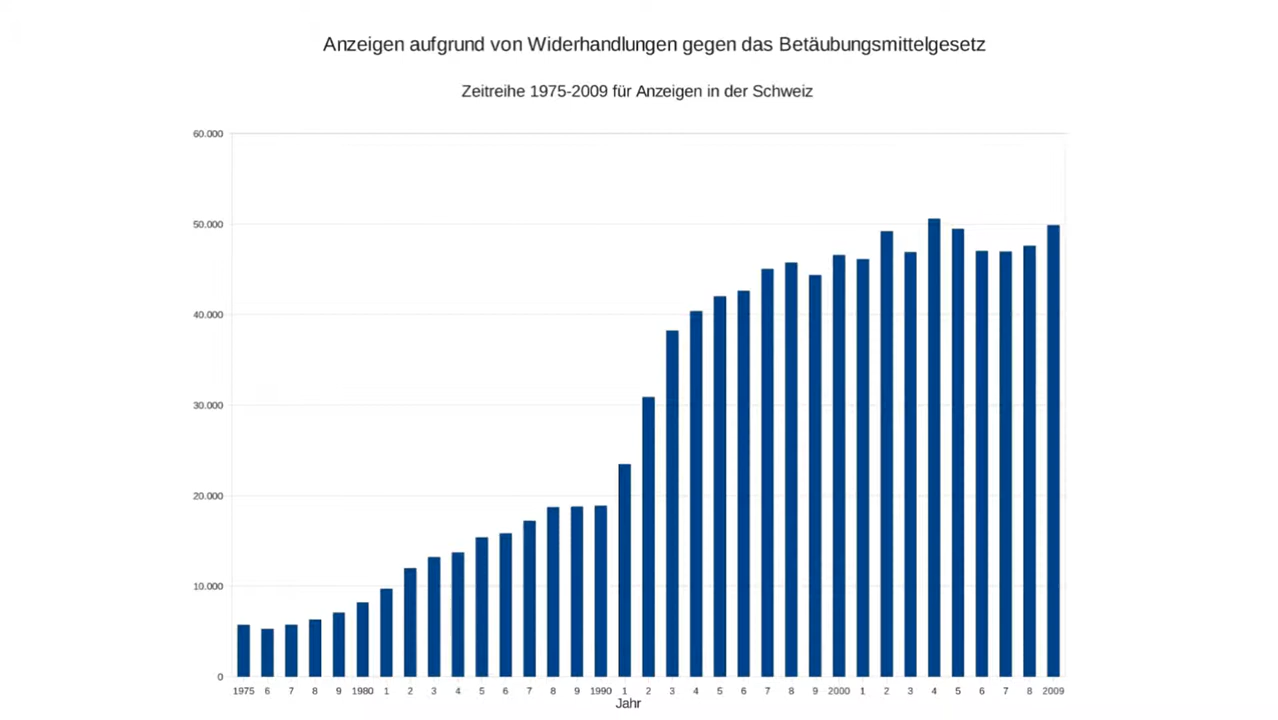 Anzeigen aufgrund von Widerhandlungen gegen das Betäubungsmittelgesetz
Zeitreihe 1975-2009 für Anzeigen in der Schweiz
60.000
50.000
40.000
30.000
20.000
10.000
0
1975 6 7 8 9 1980 1 2 3 4 5 6 7 8 9 1990 1 2 3 4 5 6 7 8 9 2000 1 2 3 4 5 6 7 8 2009
Jahr